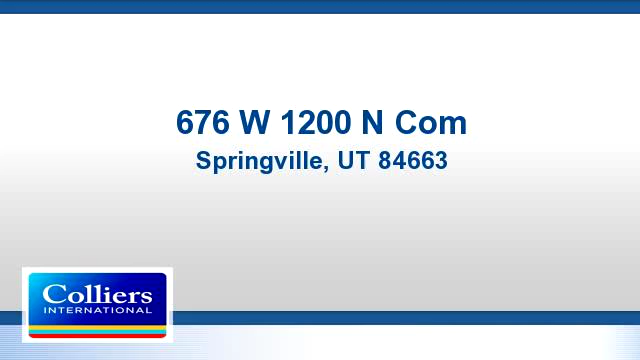 676 W 1200 N Com
Springville, UT 84663
Colliers
INTERNATIONAL